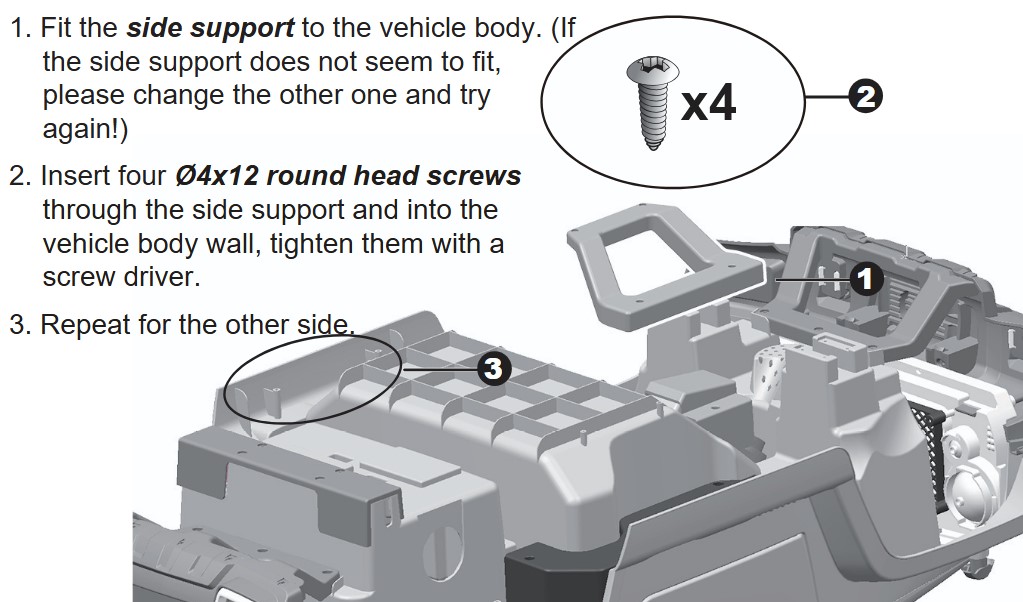 1. Fit the side support to the vehicle body. (If
the side support does not seem to fit,
please change the other one and try
again!)
x4
2
2. Insert four Ø4x12 round head screws
through the side support and into the
vehicle body wall, tighten them with a
screw driver.
1
3. Repeat for the other side.
3